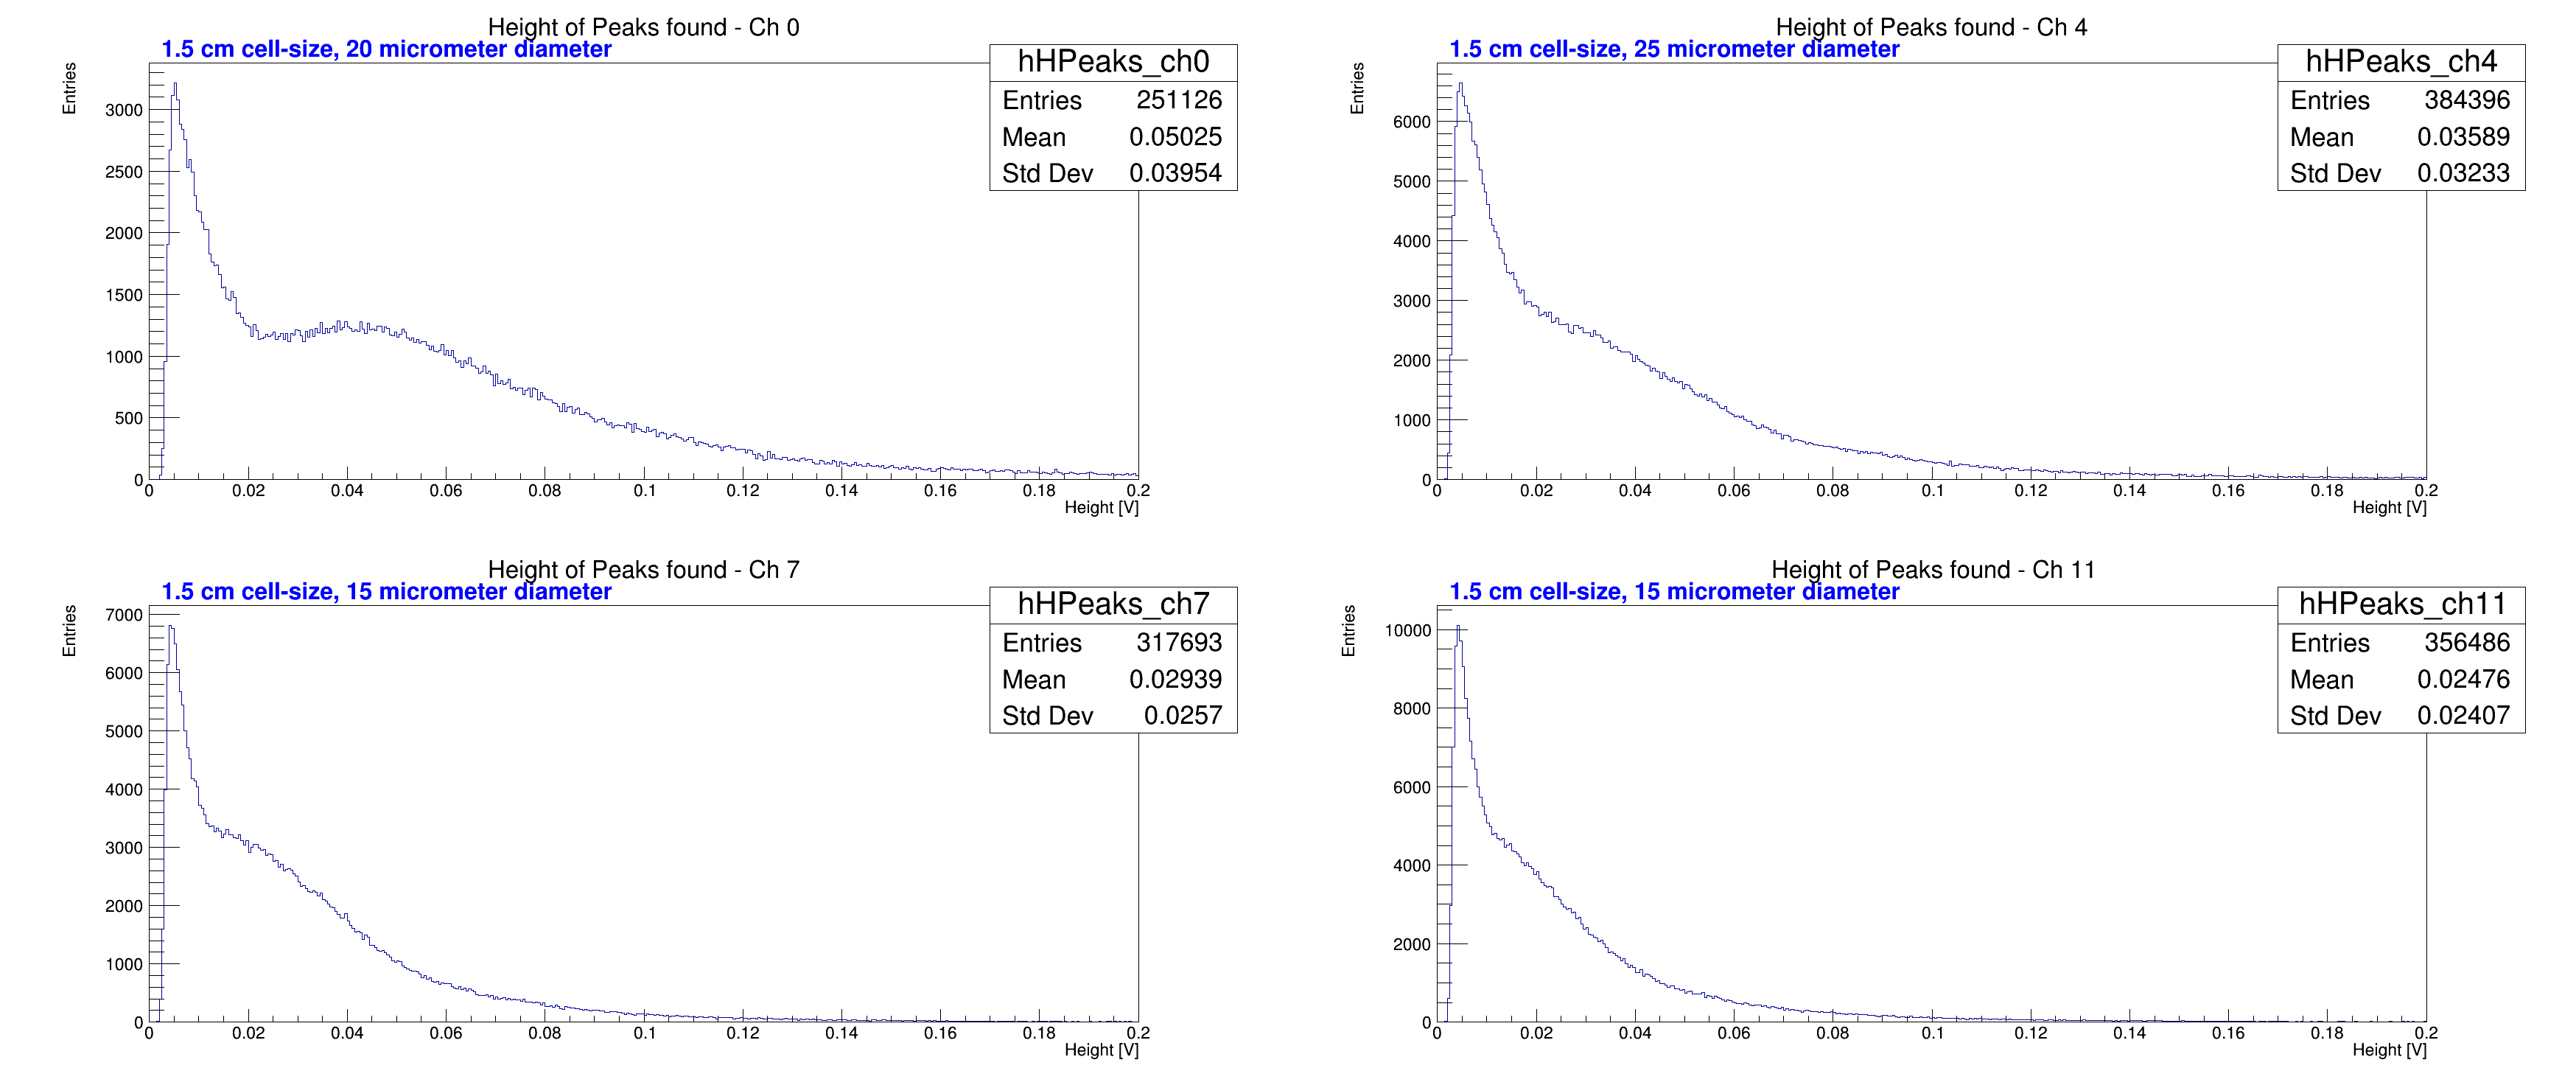 Height of Peaks found - Ch 0
1.5 cm cell-size, 20 micrometer diameter
hHPeaks_ch0
Entries 251126
Mean 0.05025
Std Dev 0.03954
Entries
3000
2500
2000
1500
1000
500
0
0 0.02 0.04 0.06 0.08 0.1 0.12 0.14 0.16 0.18 0.2
Height [V]
Height of Peaks found - Ch 4
1.5 cm cell-size, 25 micrometer diameter
hHPeaks_ch4
Entries 384396
Mean 0.03589
Std Dev 0.03233
Entries
6000
5000
4000
3000
2000
1000
0
0 0.02 0.04 0.06 0.08 0.1 0.12 0.14 0.16 0.18 0.2
Height [V]
Height of Peaks found - Ch 7
1.5 cm cell-size, 15 micrometer diameter
hHPeaks_ch7
Entries 317693
Mean 0.02939
Std Dev 0.0257
Entries
7000
6000
5000
4000
3000
2000
1000
0
0 0.02 0.04 0.06 0.08 0.1 0.12 0.14 0.16 0.18 0.2
Height [V]
Height of Peaks found - Ch 11
1.5 cm cell-size, 15 micrometer diameter
hHPeaks_ch11
Entries 356486
Mean 0.02476
Std Dev 0.02407
Entries
10000
8000
6000
4000
2000
0
0 0.02 0.04 0.06 0.08 0.1 0.12 0.14 0.16 0.18 0.2
Height [V]